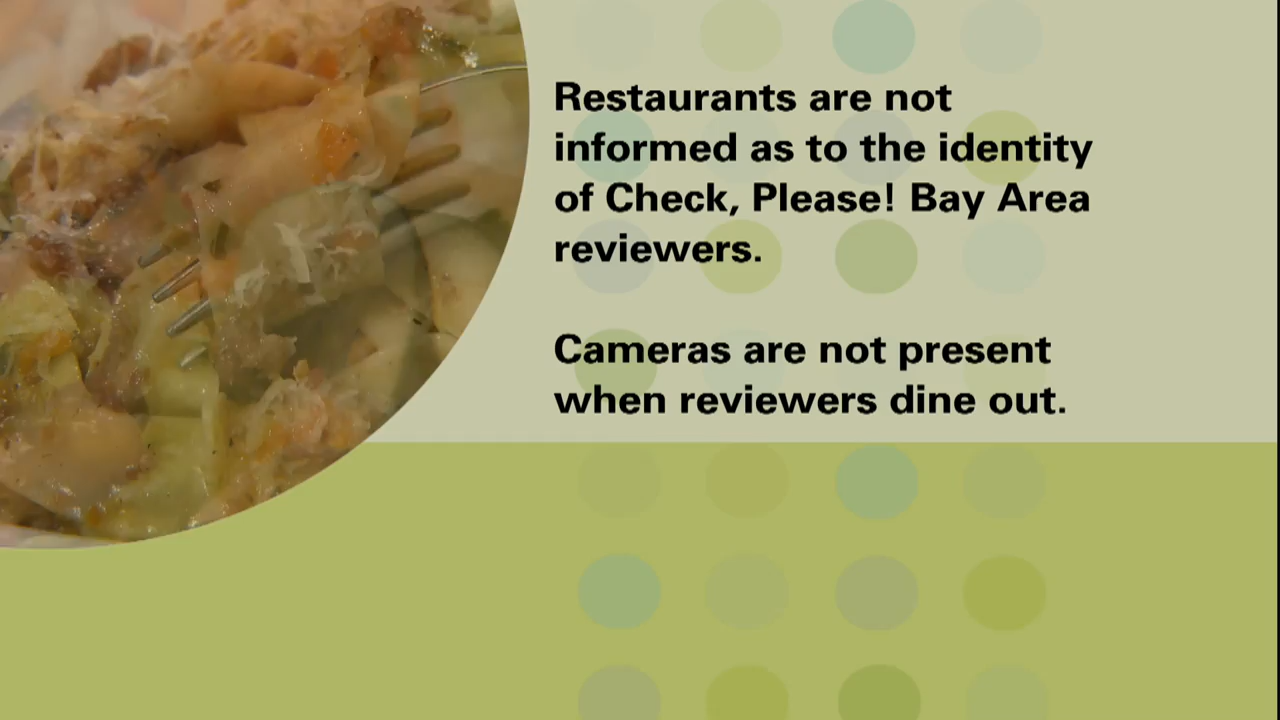 Restaurants are not
informed as to the identity
of Check, Please! Bay Area
reviewers.
Cameras are not present
when reviewers dine out.